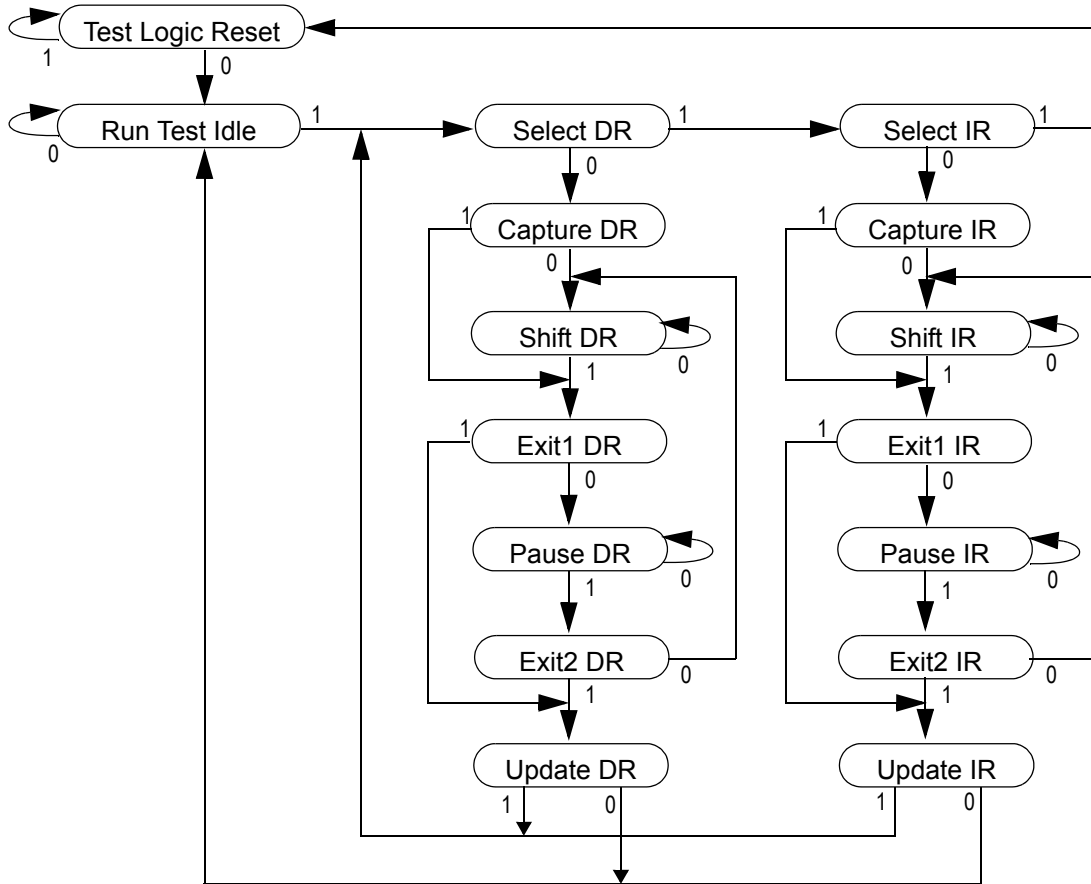 Test Logic Reset
1
0
Run Test Idle
0
1
Select DR
1
Select IR
1
0
0
1
Capture DR
0
1
Capture IR
0
Shift DR
0
1
Shift IR
0
1
1
Exit1 DR
0
1
Exit1 IR
0
Pause DR
0
1
Pause IR
0
1
Exit2 DR
0
1
Exit2 IR
0
1
Update DR
1
0
Update IR
1
0